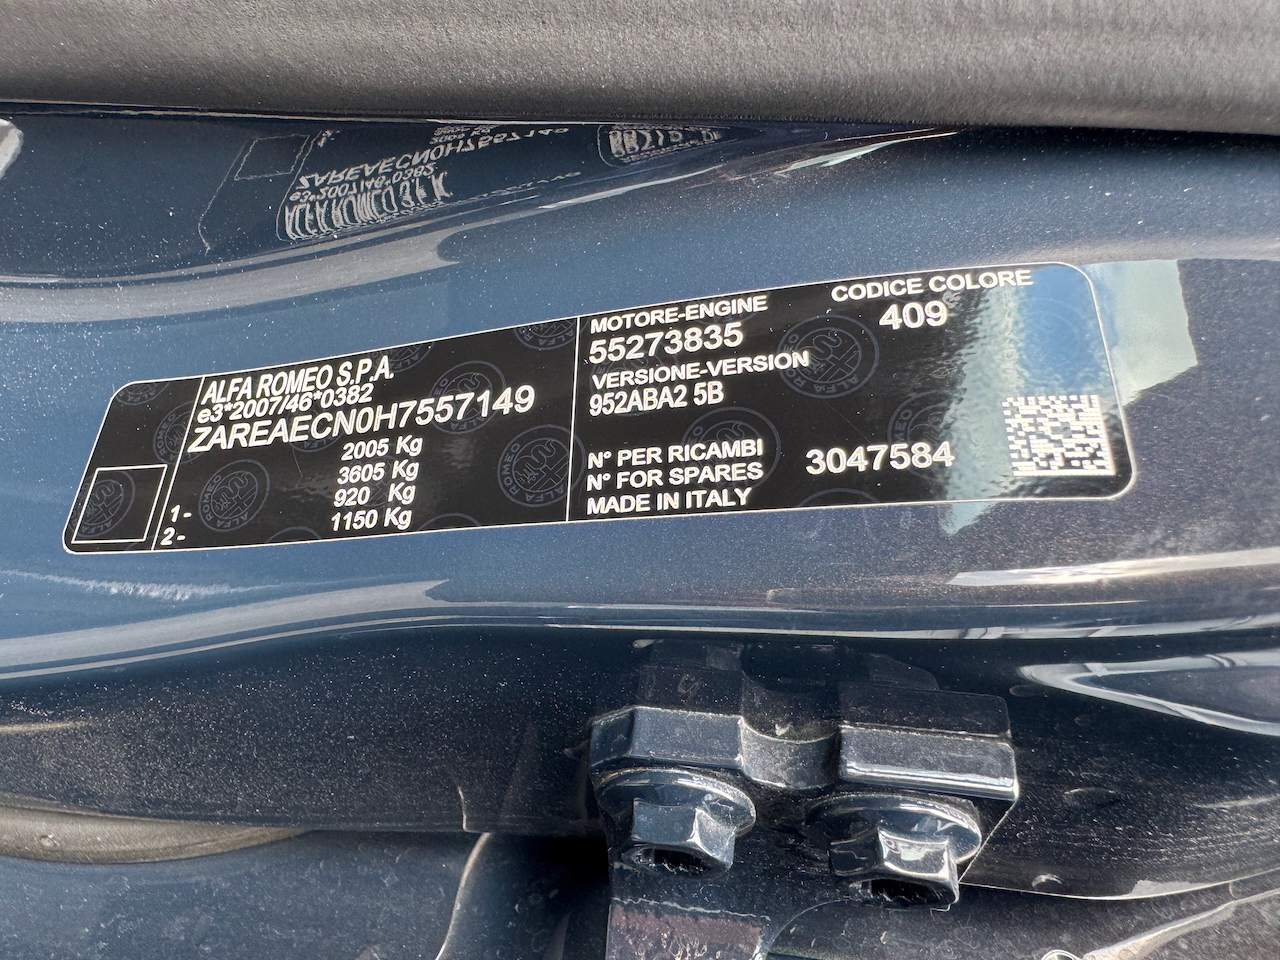 ALFA ROMEO S.P.A.
e3*2007/46*0382
ZAREAECN0H7557149
2005 Kg
3605 Kg
1- 920 Kg
2- 1150 Kg
MOTORE-ENGINE
55273835
CODICE COLORE
409
VERSIONE-VERSION
952ABA2 5B
N° PER RICAMBI
N° FOR SPARES
3047584
MADE IN ITALY